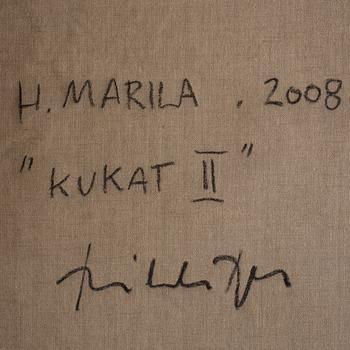 H. MARILA . 2008
"KUKAT II"